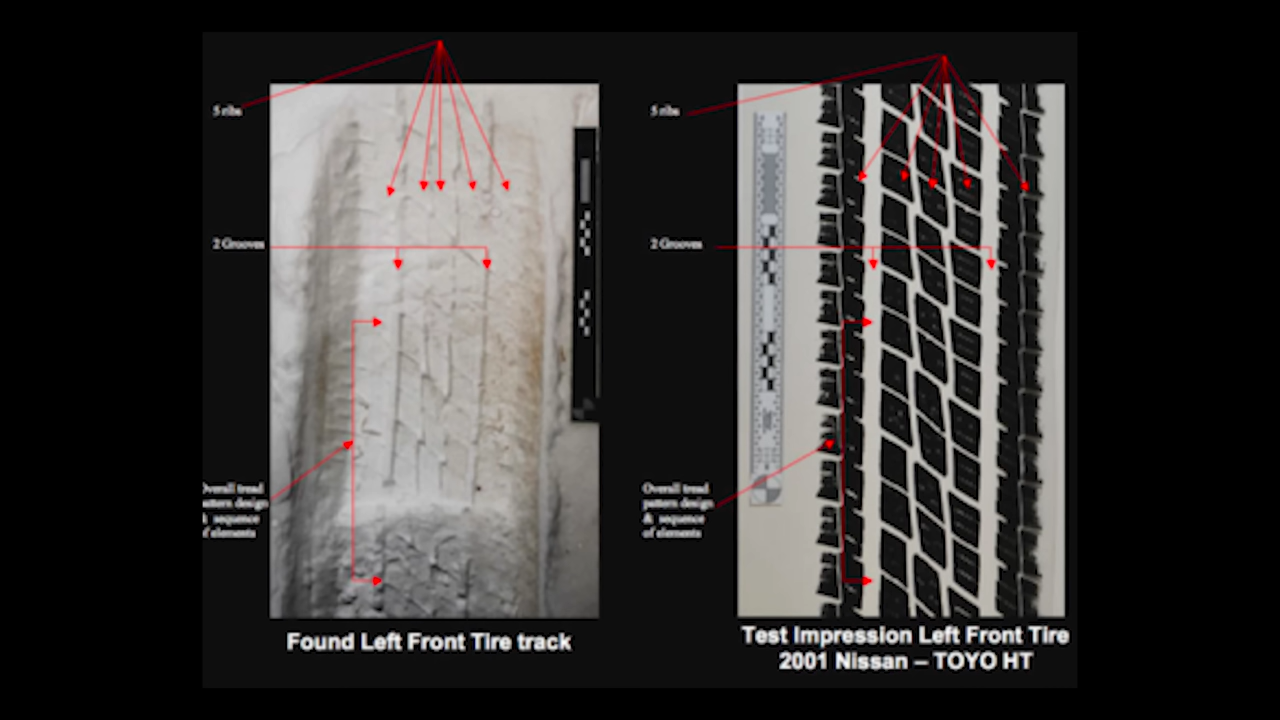 5 ribs
2 Grooves
Overall tread
pattern design
& sequence
of elements
Found Left Front Tire track
5 ribs
2 Grooves
Overall tread
pattern design
& sequence
of elements
Test Impression Left Front Tire
2001 Nissan – TOYO HT